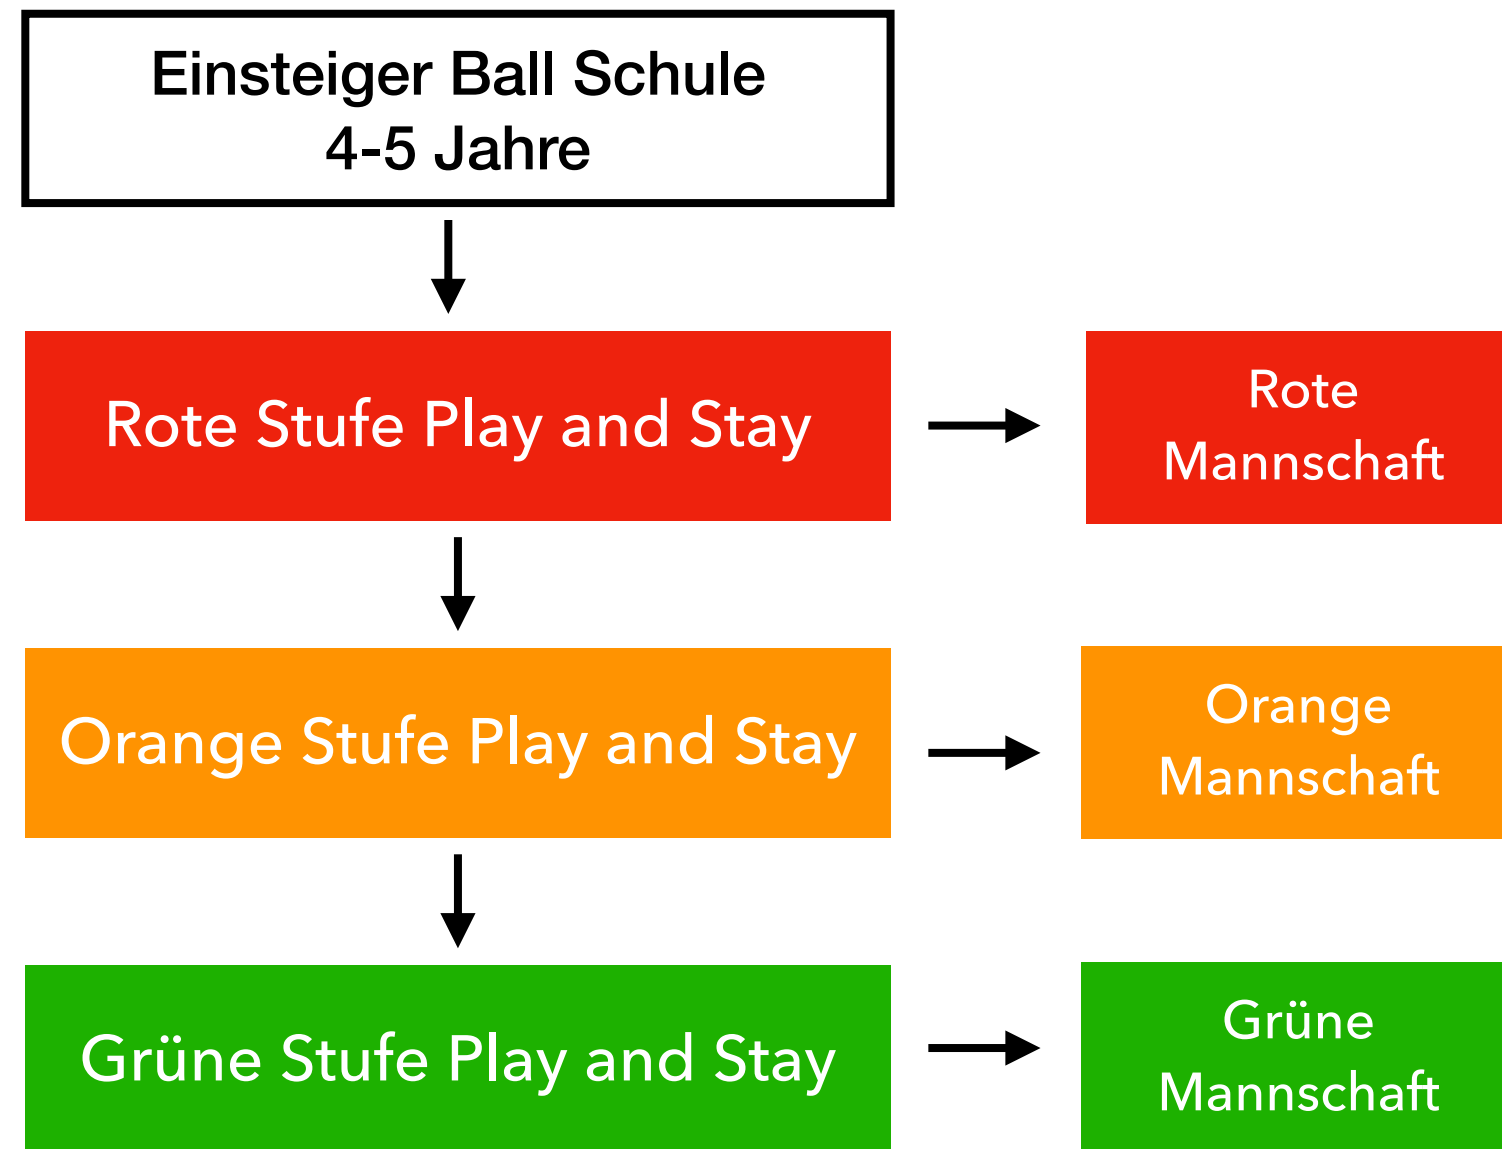 Einsteiger Ball Schule
4-5 Jahre
Rote Stufe Play and Stay
Rote
Mannschaft
Orange Stufe Play and Stay
Orange
Mannschaft
Grüne Stufe Play and Stay
Grüne
Mannschaft